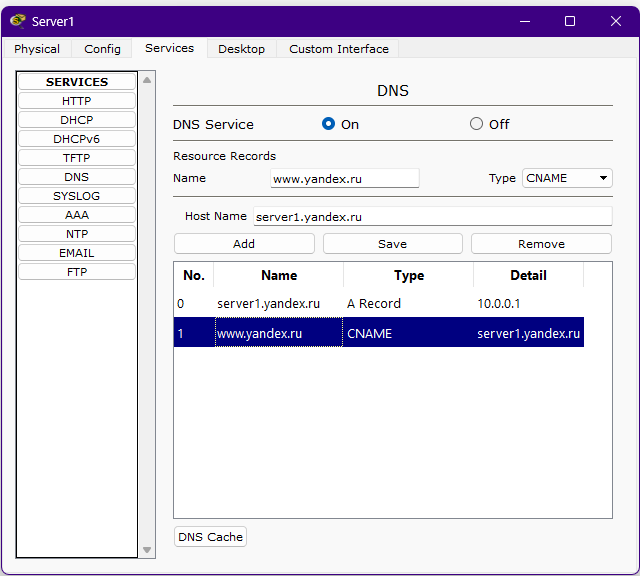 Server1
Physical Config Services Desktop Custom Interface
SERVICES
HTTP
DHCP
DHCPv6
TFTP
DNS
SYSLOG
AAA
NTP
EMAIL
FTP
DNS
DNS Service On Off
Resource Records
Name www.yandex.ru Type CNAME
Host Name server1.yandex.ru
Add Save Remove
No. Name Type Detail
0 server1.yandex.ru A Record 10.0.0.1
1 www.yandex.ru CNAME server1.yandex.ru
DNS Cache